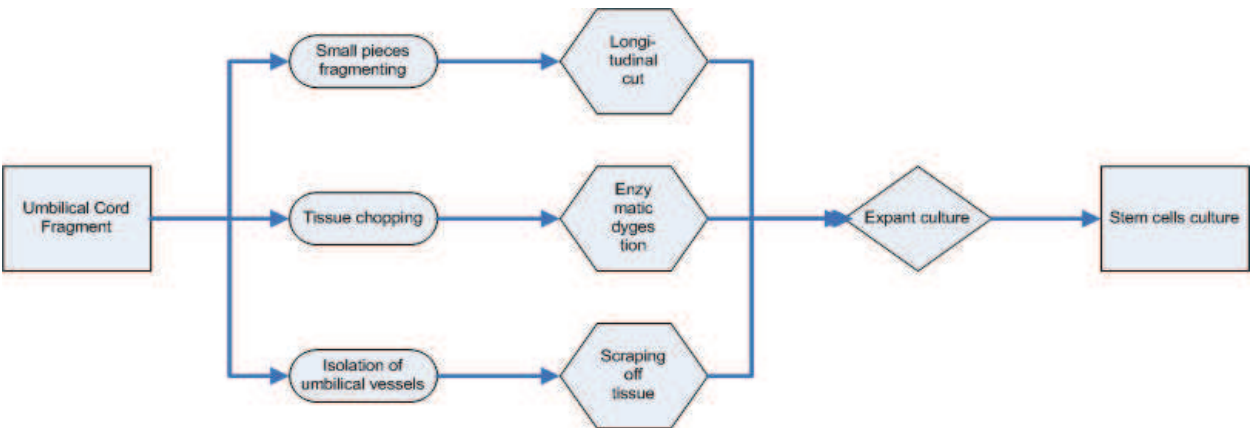 Small pieces
fragmenting
Longi-
tudinal
cut
Umbilical Cord
Fragment
Tissue chopping
Enzy
matic
dyges
tion
Expant culture
Stem cells culture
Isolation of
umbilical vessels
Scraping
off
tissue